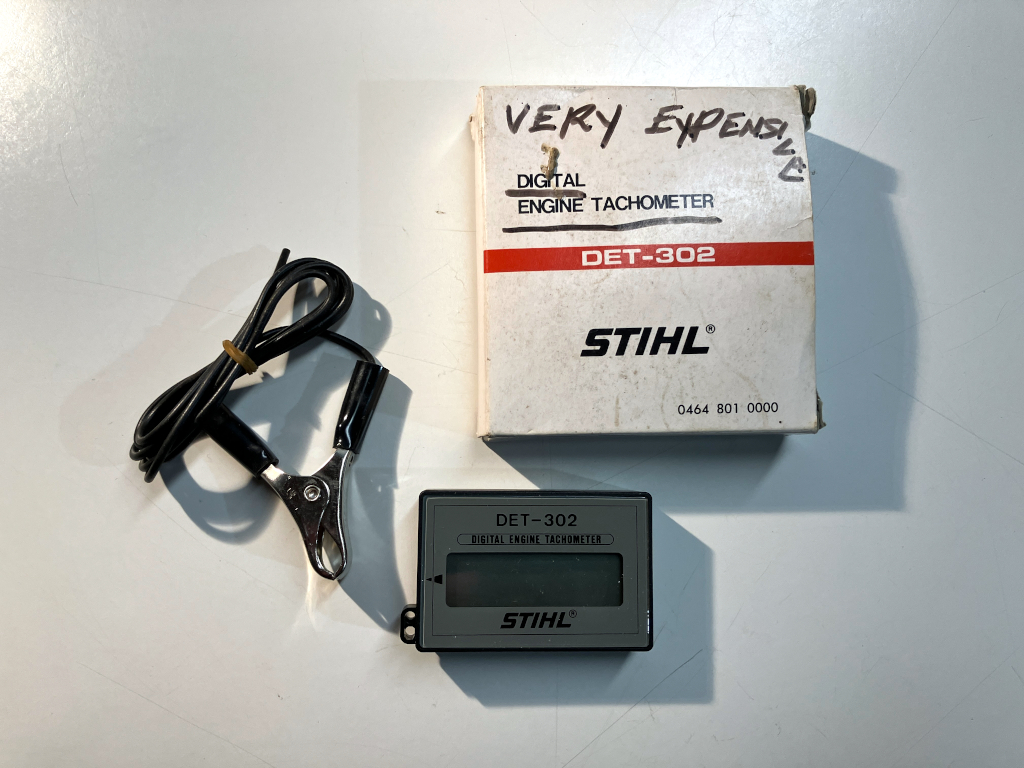 VERY EXPENSIVE
DIGITAL
ENGINE TACHOMETER
DET-302
STIHL®
0464 801 0000
DET-302
DIGITAL ENGINE TACHOMETER
STIHL®